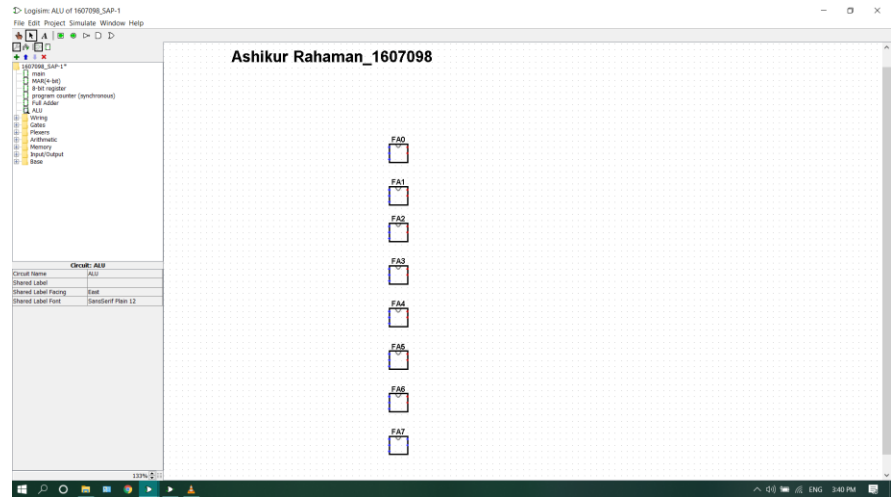 Logisim: ALU of 1607098_SAP-1
File Edit Project Simulate Window Help
Ashikur Rahaman_1607098
1607098_SAP-1*
main
MAR(4-bit)
8-bit register
program counter (synchronous)
Full Adder
ALU
Wiring
Gates
Plexers
Arithmetic
Memory
Input/Output
Base
FA0
FA1
FA2
FA3
FA4
FA5
FA6
FA7
Circuit: ALU
Circuit Name ALU
Shared Label
Shared Label Facing East
Shared Label Font SansSerif Plain 12
133%
ENG 3:40 PM